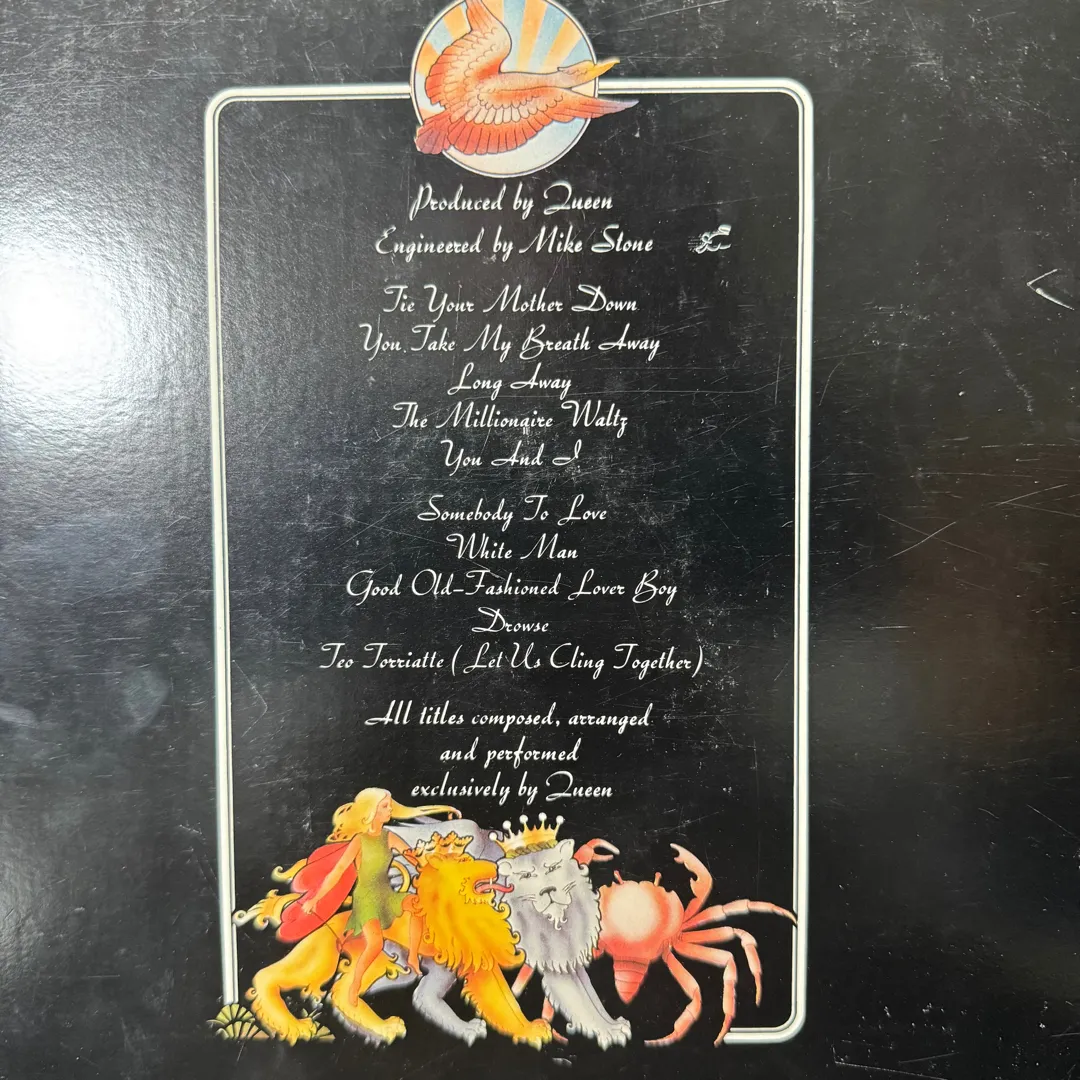 Produced by Queen
Engineered by Mike Stone
Tie Your Mother Down
You Take My Breath Away
Long Away
The Millionaire Waltz
You And I
Somebody To Love
White Man
Good Old-Fashioned Lover Boy
Drowse
Teo Torriatte (Let Us Cling Together)
All titles composed, arranged
and performed
exclusively by Queen